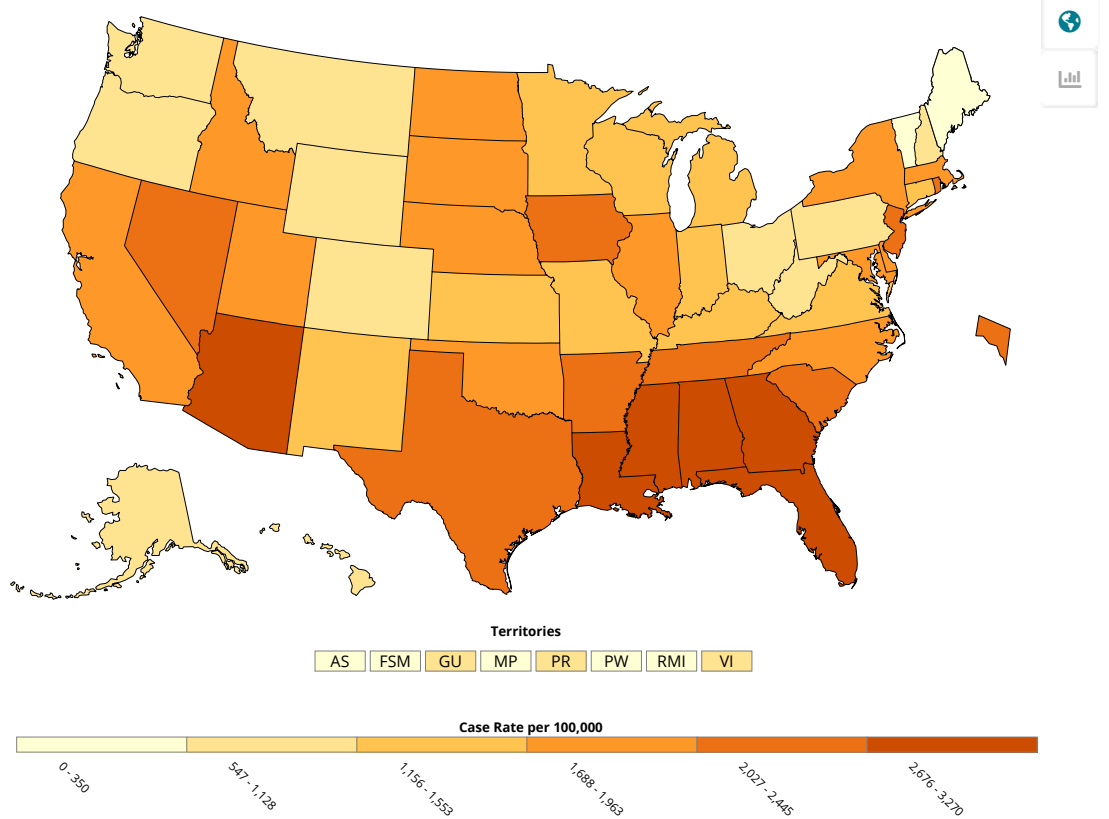 Territories
AS FSM GU MP PR PW RMI VI
Case Rate per 100,000
0 - 350
547 - 1,128
1,156 - 1,553
1,688 - 1,963
2,027 - 2,445
2,676 - 3,270